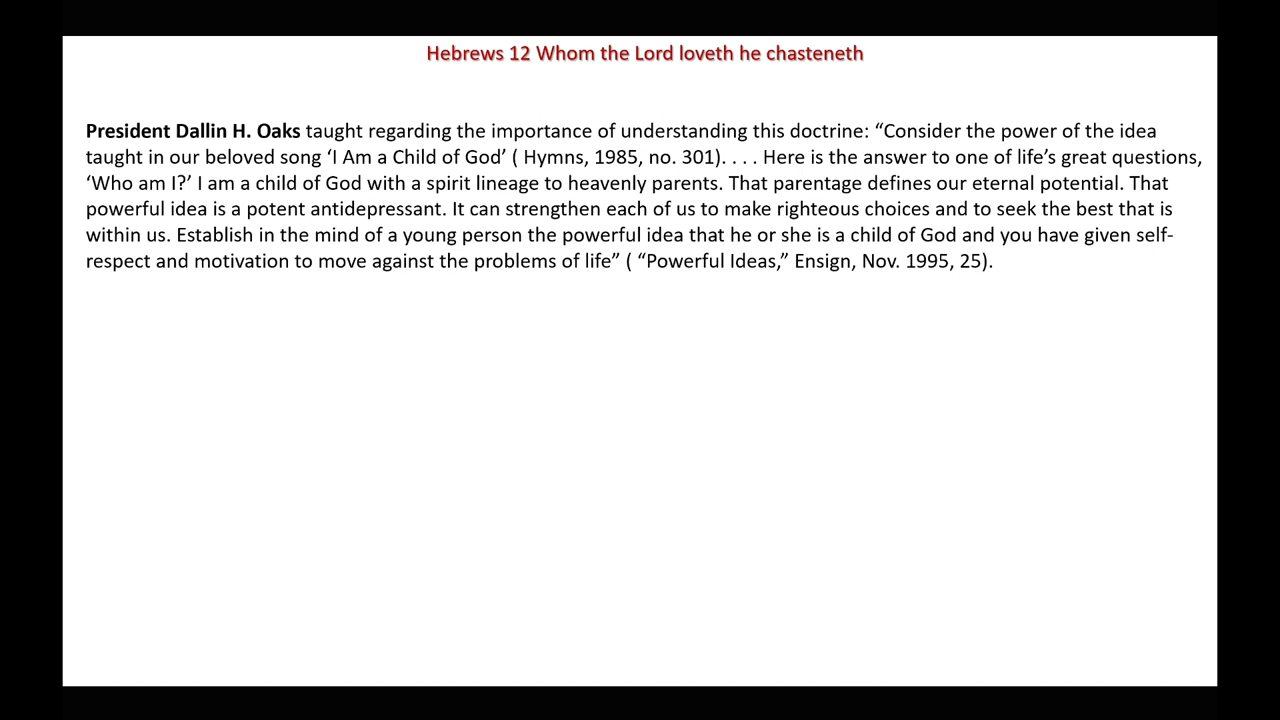 Hebrews 12 Whom the Lord loveth he chasteneth
President Dallin H. Oaks taught regarding the importance of understanding this doctrine: “Consider the power of the idea
taught in our beloved song ‘I Am a Child of God’ ( Hymns, 1985, no. 301). . . . Here is the answer to one of life’s great questions,
‘Who am I?’ I am a child of God with a spirit lineage to heavenly parents. That parentage defines our eternal potential. That
powerful idea is a potent antidepressant. It can strengthen each of us to make righteous choices and to seek the best that is
within us. Establish in the mind of a young person the powerful idea that he or she is a child of God and you have given self-
respect and motivation to move against the problems of life” ( “Powerful Ideas,” Ensign, Nov. 1995, 25).